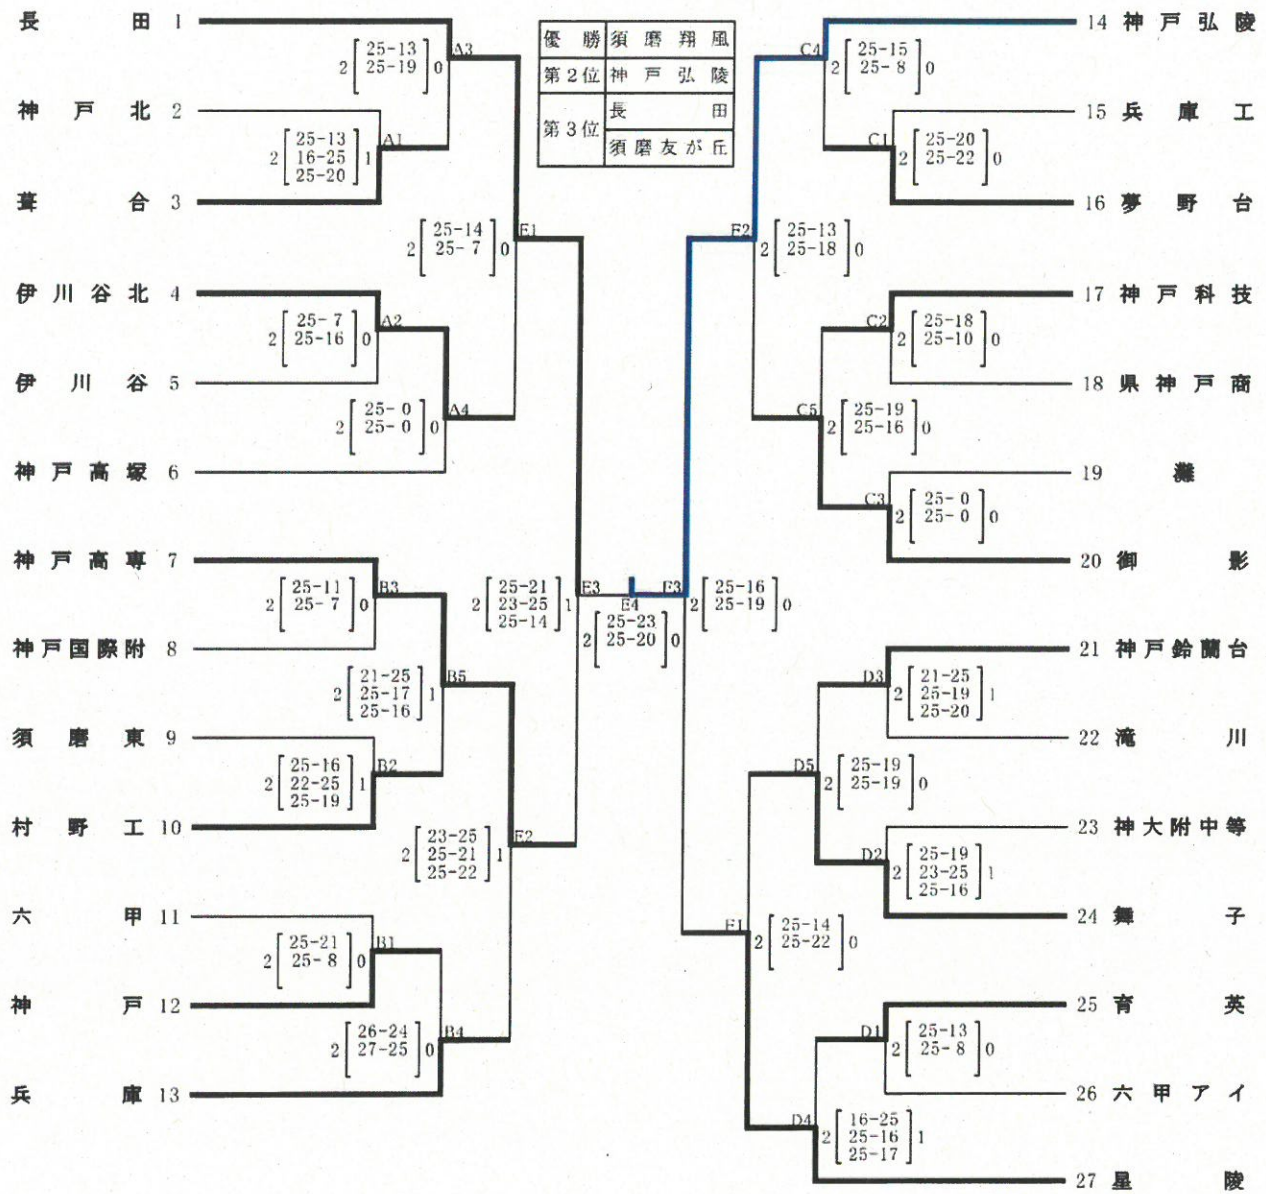 長田 1
神戸北 2
葺合 3
伊川谷北 4
伊川谷 5
神戸高塚 6
神戸高専 7
神戸国際附 8
須磨東 9
村野工 10
六甲 11
神戸 12
兵庫 13
A3
2 [25-13 25-19] 0
A1
2 [25-13 16-25 25-20] 1
E1
2 [25-14 25-7] 0
A2
2 [25-7 25-16] 0
A4
2 [25-0 25-0] 0
B3
2 [25-11 25-7] 0
B5
2 [21-25 25-17 25-16] 1
B2
2 [25-16 22-25 25-19] 1
E3
2 [25-21 23-25 25-14] 1
E2
2 [23-25 25-21 25-22] 1
B1
2 [25-21 25-8] 0
B4
2 [26-24 27-25] 0
優勝 須磨翔風
第2位 神戸弘陵
第3位 長田
須磨友が丘
E4
2 [25-23 25-20] 0
C4
2 [25-15 25-8] 0
C1
2 [25-20 25-22] 0
F2
2 [25-13 25-18] 0
C2
2 [25-18 25-10] 0
C5
2 [25-19 25-16] 0
C3
2 [25-0 25-0] 0
F3
2 [25-16 25-19] 0
D3
2 [21-25 25-19 25-20] 1
D5
2 [25-19 25-19] 0
D2
2 [25-19 23-25 25-16] 1
F1
2 [25-14 25-22] 0
D1
2 [25-13 25-8] 0
D4
2 [16-25 25-16 25-17] 1
14 神戸弘陵
15 兵庫工
16 夢野台
17 神戸科技
18 県神戸商
19 灘
20 御影
21 神戸鈴蘭台
22 滝川
23 神大附中等
24 舞子
25 育英
26 六甲アイ
27 星陵